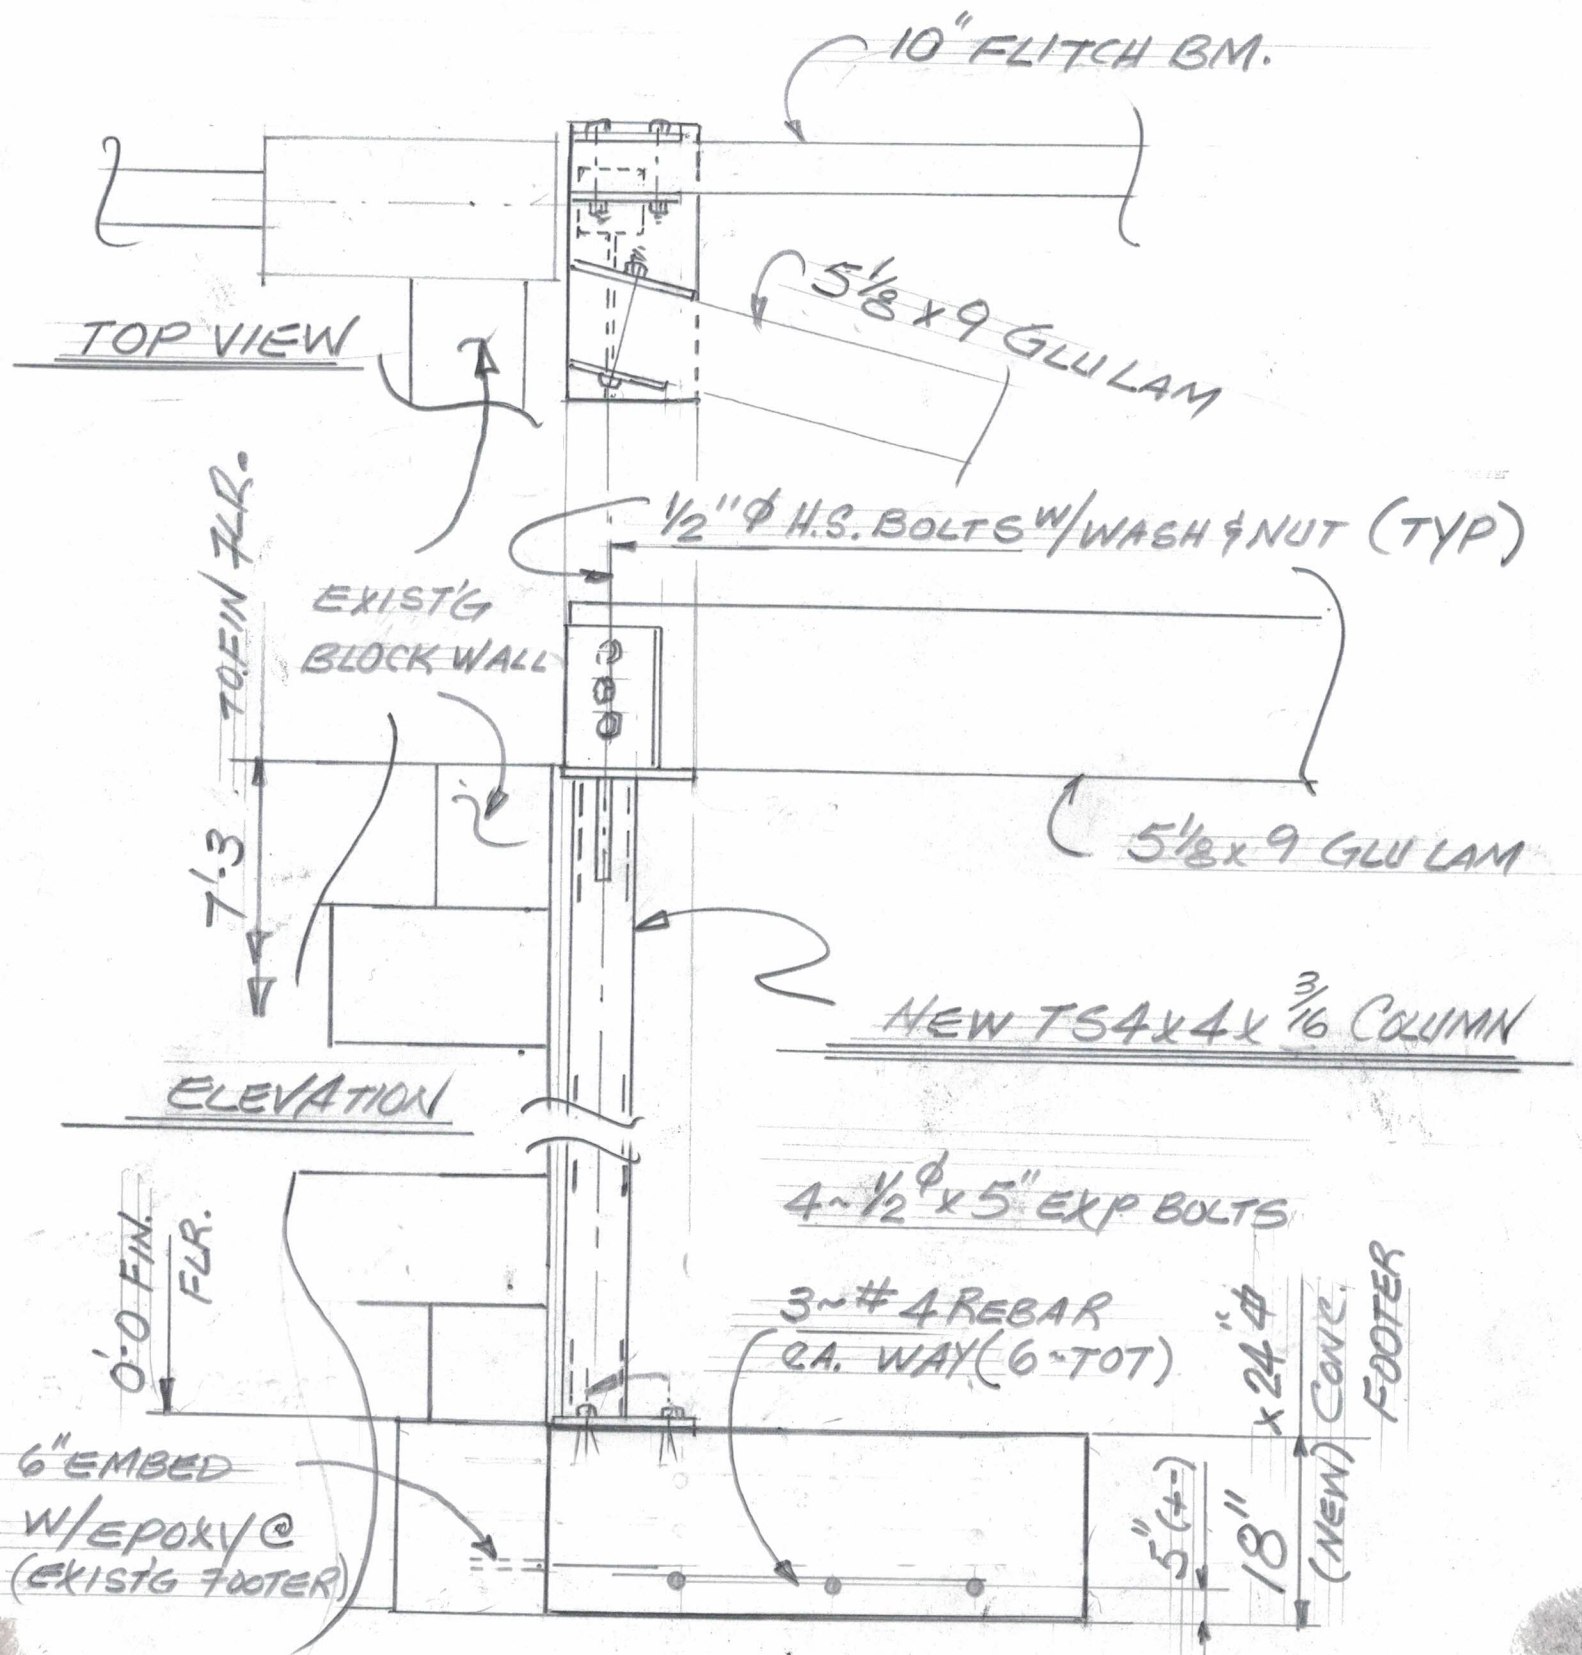 10" FLITCH BM.
5 1/8 x 9 GLU LAM
TOP VIEW
1/2" ϕ H.S. BOLTS W/WASH & NUT (TYP)
TO FIN FLR.
7'-3
EXIST'G
BLOCK WALL
5 1/8 x 9 GLU LAM
NEW TS4x4x 3/16 COLUMN
ELEVATION
4~ 1/2 ϕ x 5" EXP BOLTS
0'-0 FIN.
FLR.
3~ #4 REBAR
EA. WAY (6~TOT)
18" x 24"
(NEW) CONC.
FOOTER
5" (+-)
6" EMBED
W/EPOXY @
(EXIST'G FOOTER)